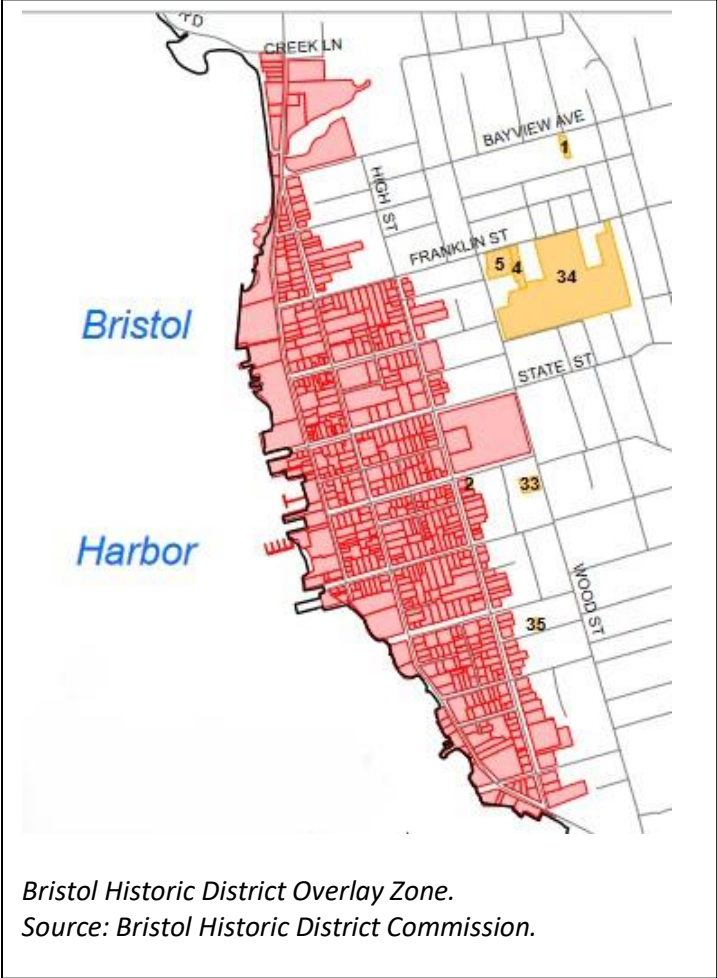 RD
CREEK LN
BAYVIEW AVE
1
HIGH ST
FRANKLIN ST
5
4
34
Bristol
STATE ST
2
33
Harbor
WOOD ST
35
Bristol Historic District Overlay Zone.
Source: Bristol Historic District Commission.